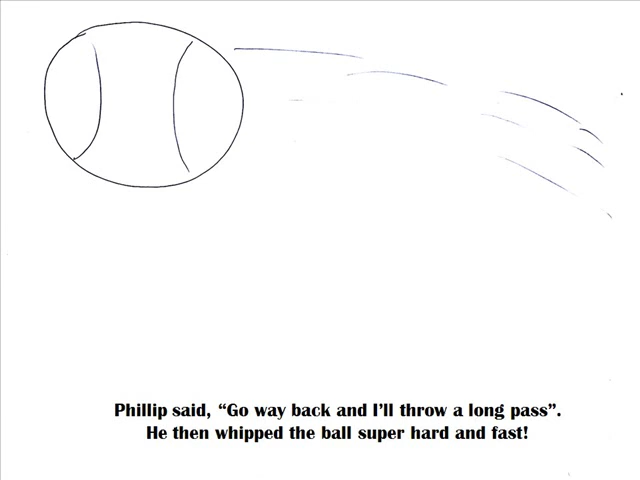 Phillip said, “Go way back and I’ll throw a long pass”.
He then whipped the ball super hard and fast!